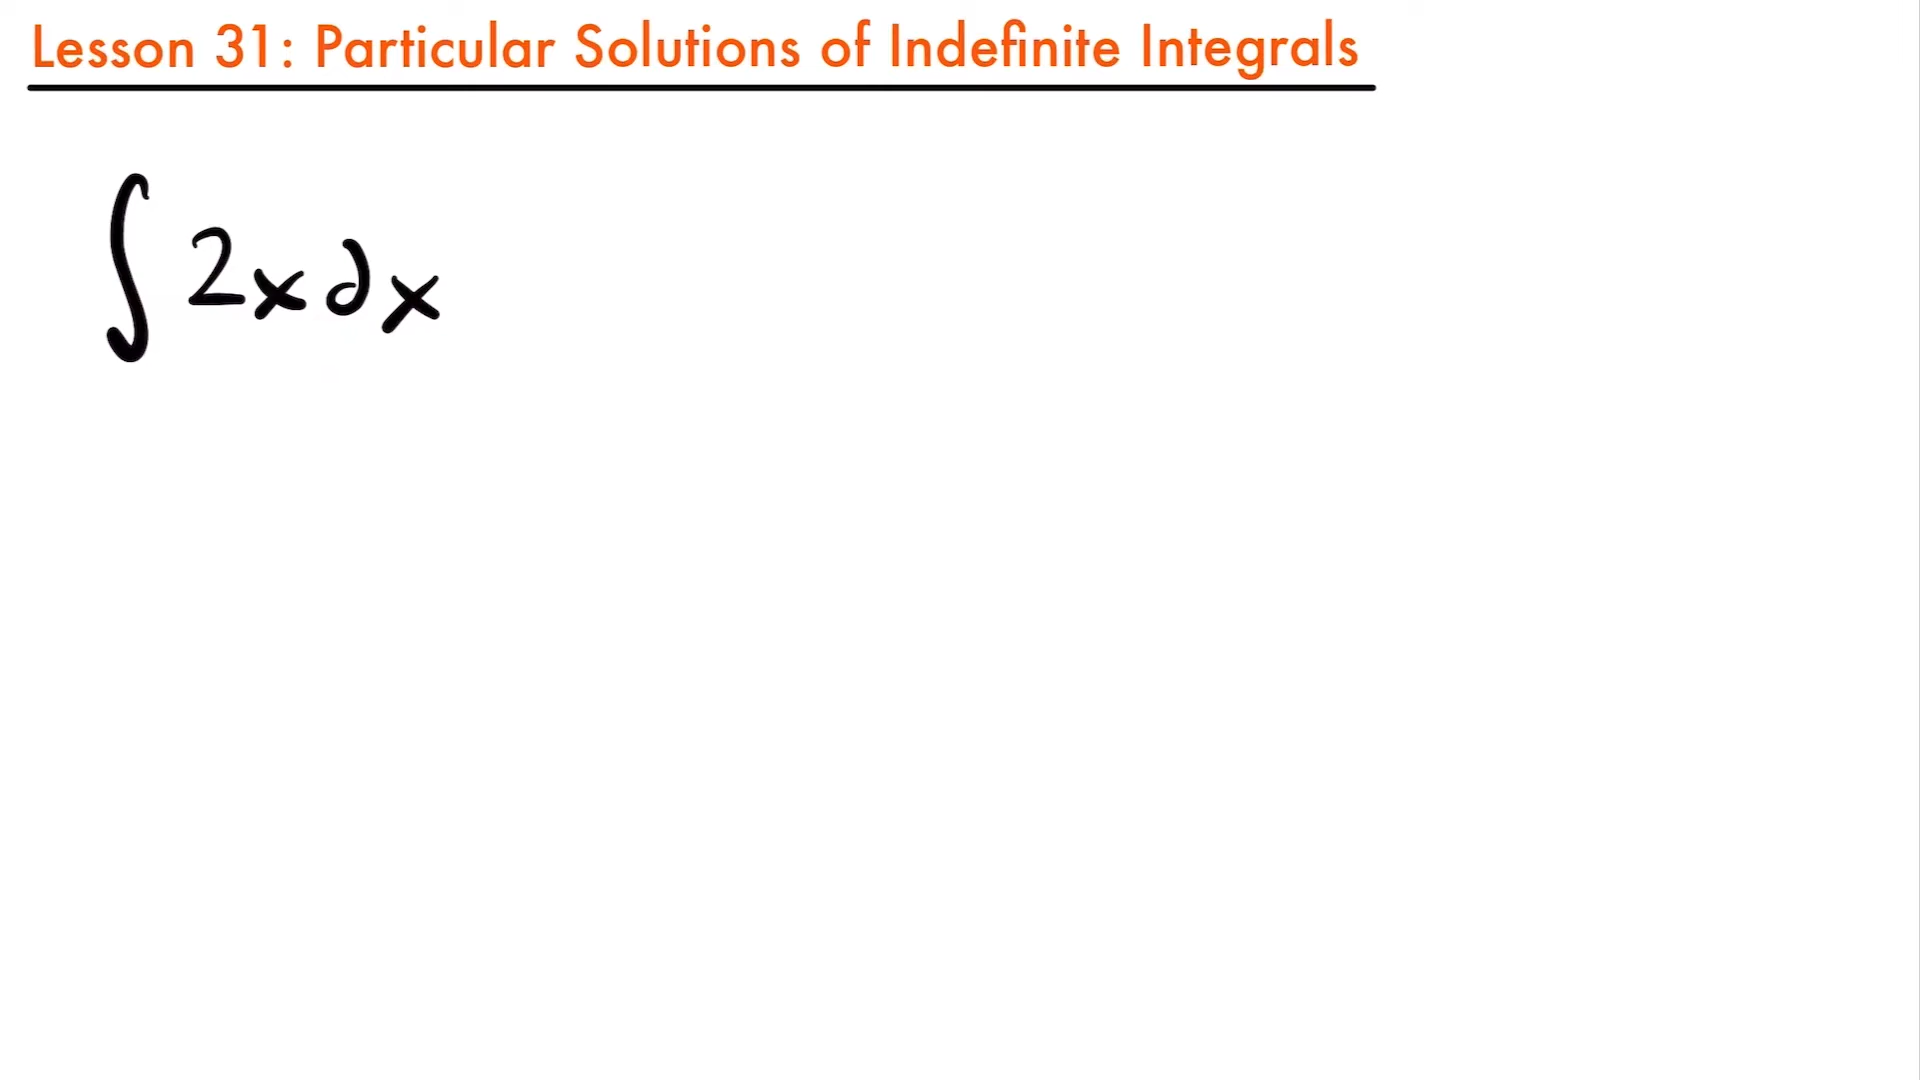 Lesson 31: Particular Solutions of Indefinite Integrals
∫ 2x ∂x